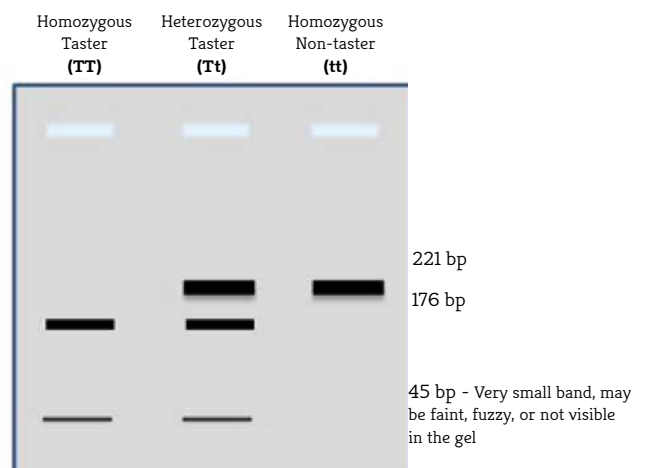 Homozygous Heterozygous Homozygous
Taster Taster Non-taster
(TT) (Tt) (tt)
221 bp
176 bp
45 bp - Very small band, may
be faint, fuzzy, or not visible
in the gel